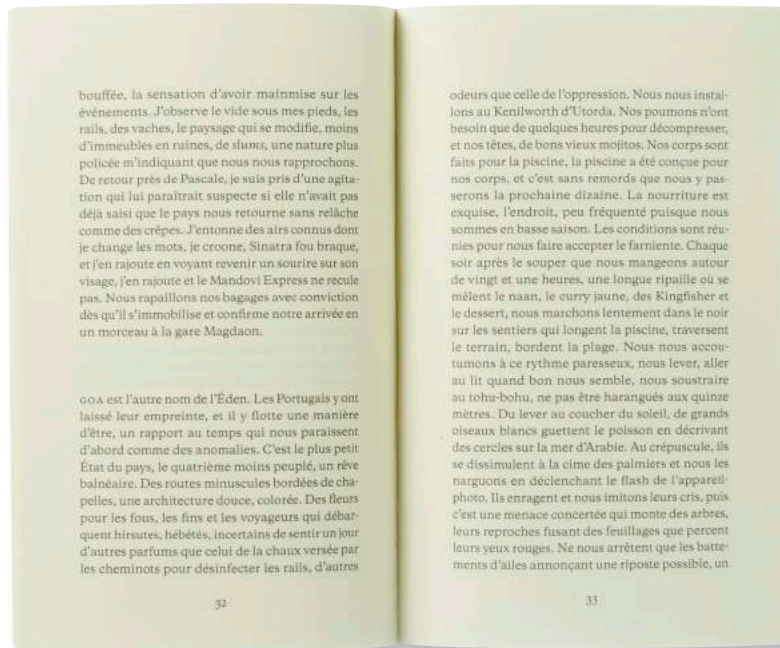 bouffée, la sensation d'avoir mainmise sur les
événements. J'observe le vide sous mes pieds, les
rails, des vaches, le paysage qui se modifie, moins
d'immeubles en ruines, de slums, une nature plus
policée m'indiquant que nous nous rapprochons.
De retour près de Pascale, je suis pris d'une agita-
tion qui lui paraîtrait suspecte si elle n'avait pas
déjà saisi que le pays nous retourne sans relâche
comme des crêpes. J'entonne des airs connus dont
je change les mots, je croone, Sinatra fou braque,
et j'en rajoute en voyant revenir un sourire sur son
visage, j'en rajoute et le Mandovi Express ne recule
pas. Nous rapaillons nos bagages avec conviction
dès qu'il s'immobilise et confirme notre arrivée en
un morceau à la gare Magdaon.
GOA est l'autre nom de l'Éden. Les Portugais y ont
laissé leur empreinte, et il y flotte une manière
d'être, un rapport au temps qui nous paraissent
d'abord comme des anomalies. C'est le plus petit
État du pays, le quatrième moins peuplé, un rêve
balnéaire. Des routes minuscules bordées de cha-
pelles, une architecture douce, colorée. Des fleurs
pour les fous, les fins et les voyageurs qui débar-
quent hirsutes, hébétés, incertains de sentir un jour
d'autres parfums que celui de la chaux versée par
les cheminots pour désinfecter les rails, d'autres
32
odeurs que celle de l'oppression. Nous nous instal-
lons au Kenilworth d'Utorda. Nos poumons n'ont
besoin que de quelques heures pour décompresser,
et nos têtes, de bons vieux mojitos. Nos corps sont
faits pour la piscine, la piscine a été conçue pour
nos corps, et c'est sans remords que nous y pas-
serons la prochaine dizaine. La nourriture est
exquise, l'endroit, peu fréquenté puisque nous
sommes en basse saison. Les conditions sont réu-
nies pour nous faire accepter le farniente. Chaque
soir après le souper que nous mangeons autour
de vingt et une heures, une longue ripaille où se
mêlent le naan, le curry jaune, des Kingfisher et
le dessert, nous marchons lentement dans le noir
sur les sentiers qui longent la piscine, traversent
le terrain, bordent la plage. Nous nous accou-
tumons à ce rythme paresseux, nous lever, aller
au lit quand bon nous semble, nous soustraire
au tohu-bohu, ne pas être harangués aux quinze
mètres. Du lever au coucher du soleil, de grands
oiseaux blancs guettent le poisson en décrivant
des cercles sur la mer d'Arabie. Au crépuscule, ils
se dissimulent à la cime des palmiers et nous les
narguons en déclenchant le flash de l'appareil-
photo. Ils enragent et nous imitons leurs cris, puis
c'est une menace concertée qui monte des arbres,
leurs reproches fusant des feuillages que percent
leurs yeux rouges. Ne nous arrêtent que les batte-
ments d'ailes annonçant une riposte possible, un
33